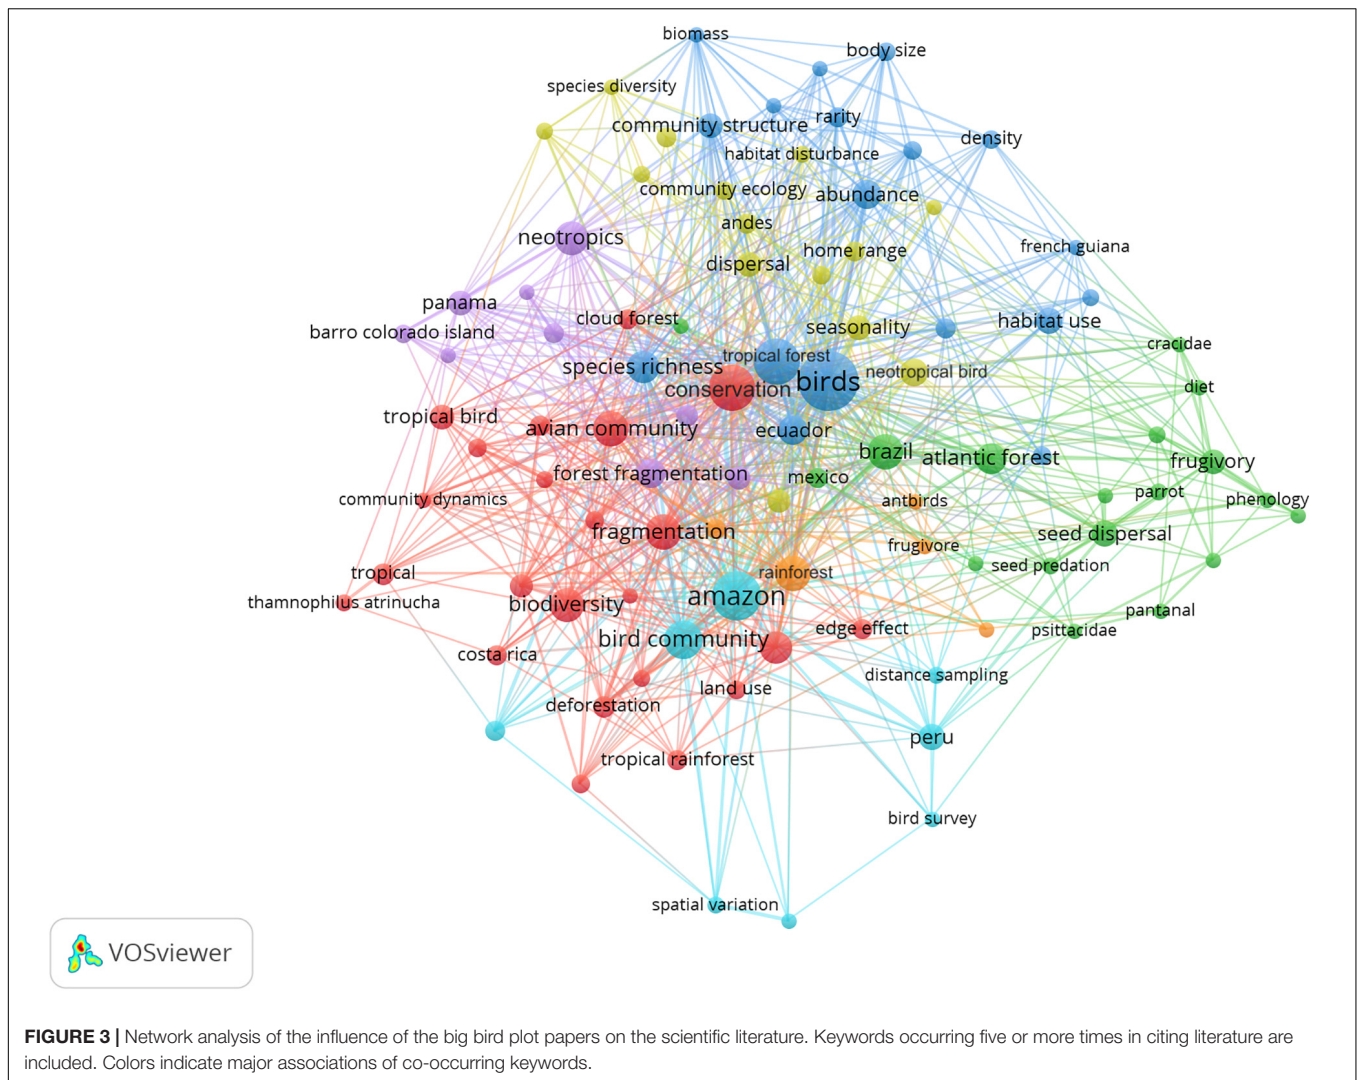 biomass
body size
species diversity
rarity
community structure
density
habitat disturbance
community ecology
abundance
andes
neotropics
french guiana
home range
dispersal
panama
cloud forest
habitat use
seasonality
barro colorado island
cracidae
tropical forest
species richness
neotropical bird
birds
conservation
diet
tropical bird
avian community
ecuador
brazil
atlantic forest
frugivory
forest fragmentation
mexico
parrot
community dynamics
antbirds
phenology
fragmentation
seed dispersal
frugivore
seed predation
tropical
rainforest
amazon
thamnophilus atrinucha
biodiversity
pantanal
edge effect
psittacidae
bird community
costa rica
distance sampling
land use
deforestation
peru
tropical rainforest
bird survey
spatial variation
VOSviewer
FIGURE 3 | Network analysis of the influence of the big bird plot papers on the scientific literature. Keywords occurring five or more times in citing literature are
included. Colors indicate major associations of co-occurring keywords.